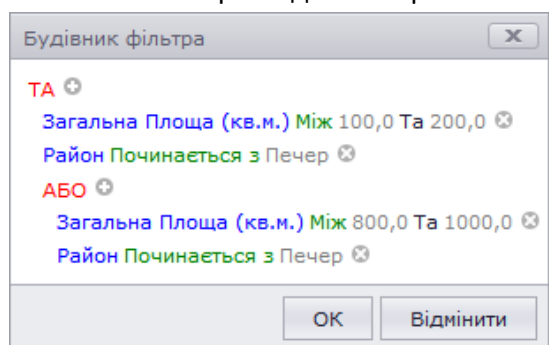 Будівник фільтра
ТА
Загальна Площа (кв.м.) Між 100,0 Та 200,0
Район Починається з Печер
АБО
Загальна Площа (кв.м.) Між 800,0 Та 1000,0
Район Починається з Печер
ОК Відмінити